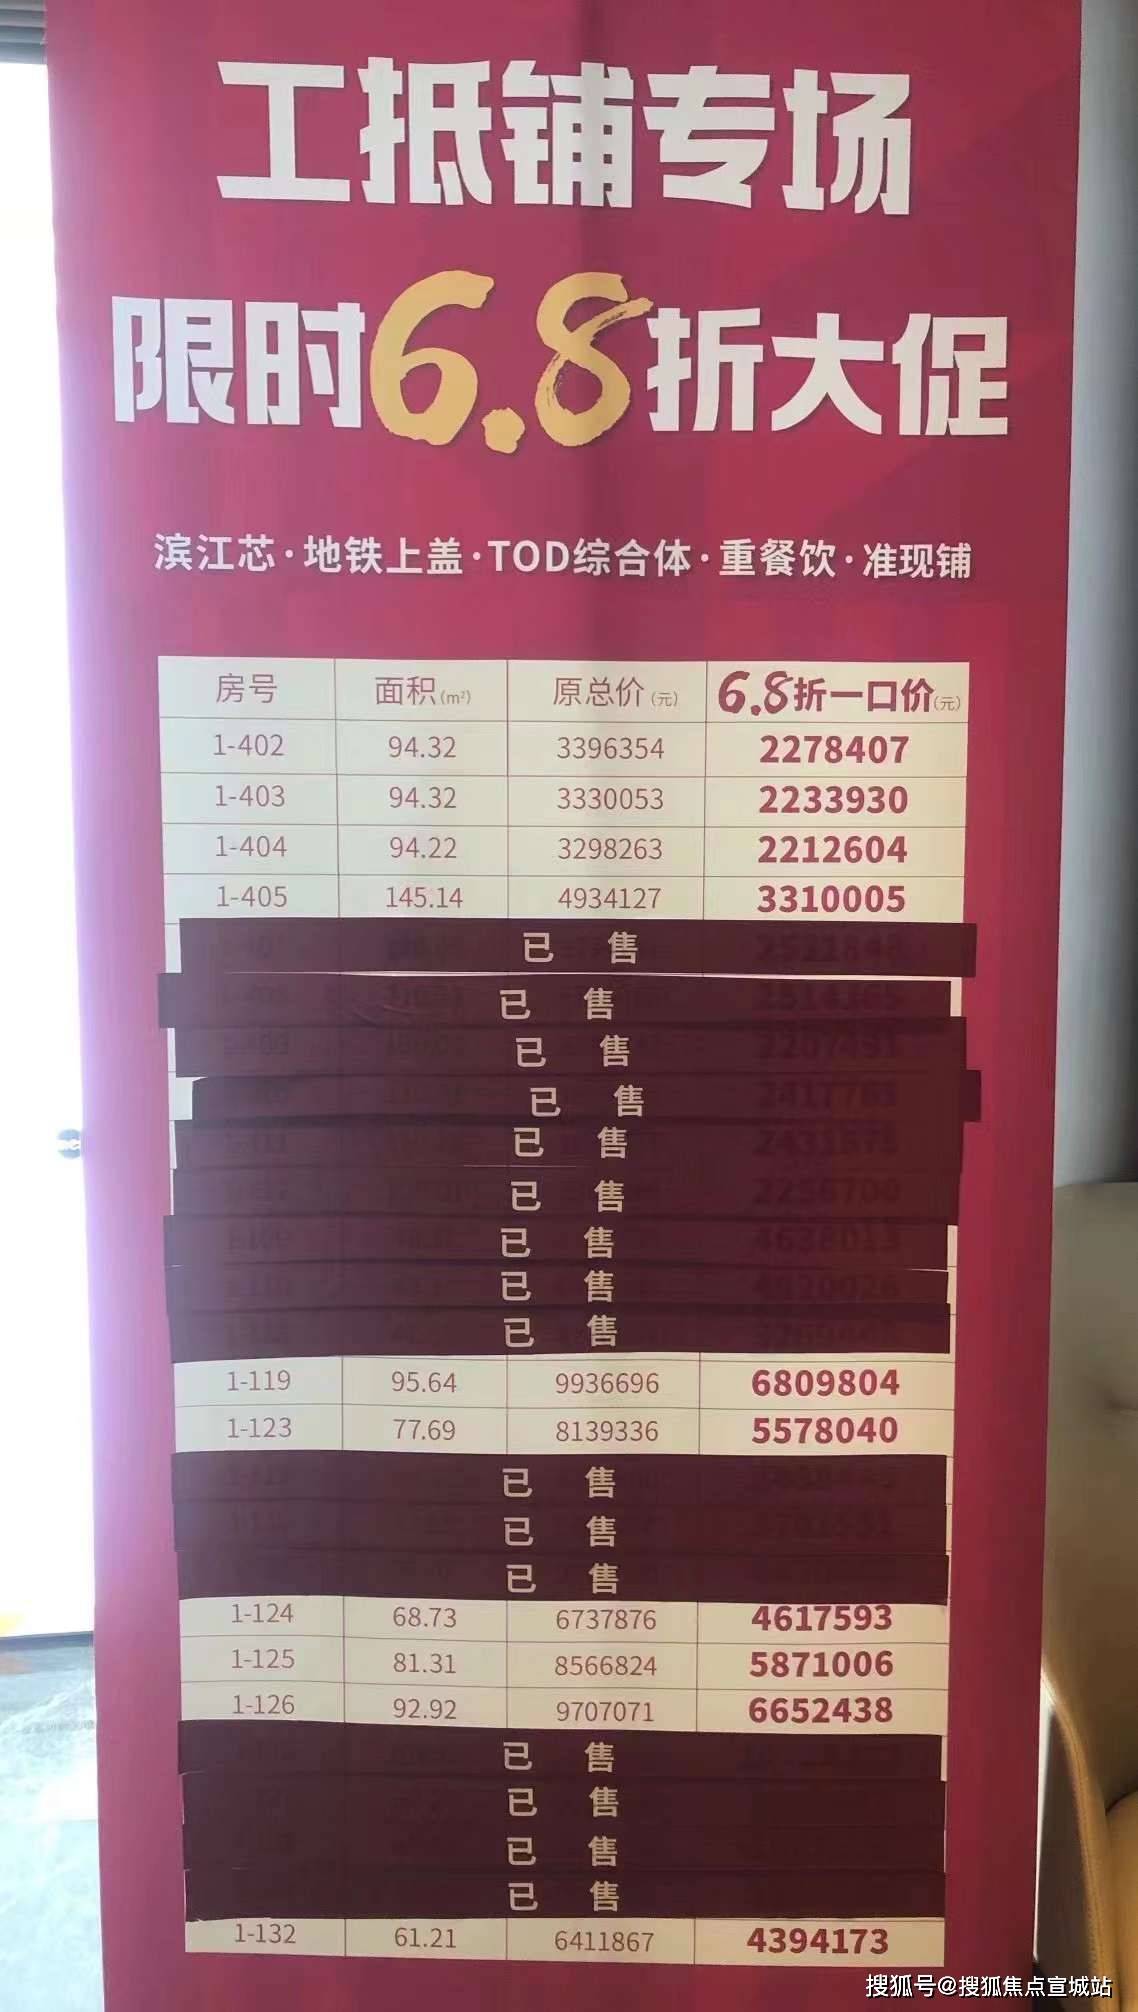 工抵铺专场
限时6.8折大促
滨江芯·地铁上盖·TOD综合体·重餐饮·准现铺
房号 面积(m²) 原总价(元) 6.8折一口价(元)
1-402 94.32 3396354 2278407
1-403 94.32 3330053 2233930
1-404 94.22 3298263 2212604
1-405 145.14 4934127 3310005
已售
已售
已售
已售
已售
已售
已售
已售
已售
1-119 95.64 9936696 6809804
1-123 77.69 8139336 5578040
已售
已售
已售
1-124 68.73 6737876 4617593
1-125 81.31 8566824 5871006
1-126 92.92 9707071 6652438
已售
已售
已售
已售
1-132 61.21 6411867 4394173
搜狐号@搜狐焦点宣城站